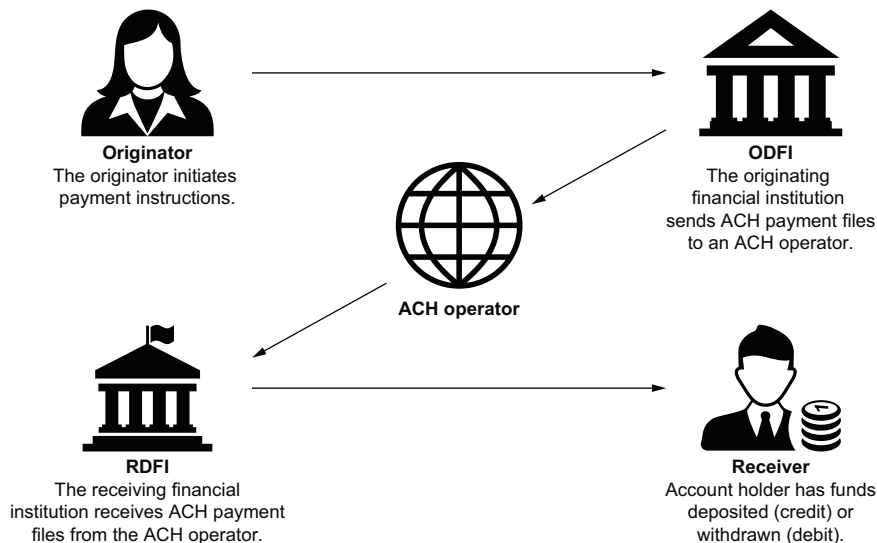 Originator
The originator initiates
payment instructions.
ODFI
The originating
financial institution
sends ACH payment files
to an ACH operator.
ACH operator
RDFI
The receiving financial
institution receives ACH payment
files from the ACH operator.
1
Receiver
Account holder has funds
deposited (credit) or
withdrawn (debit).